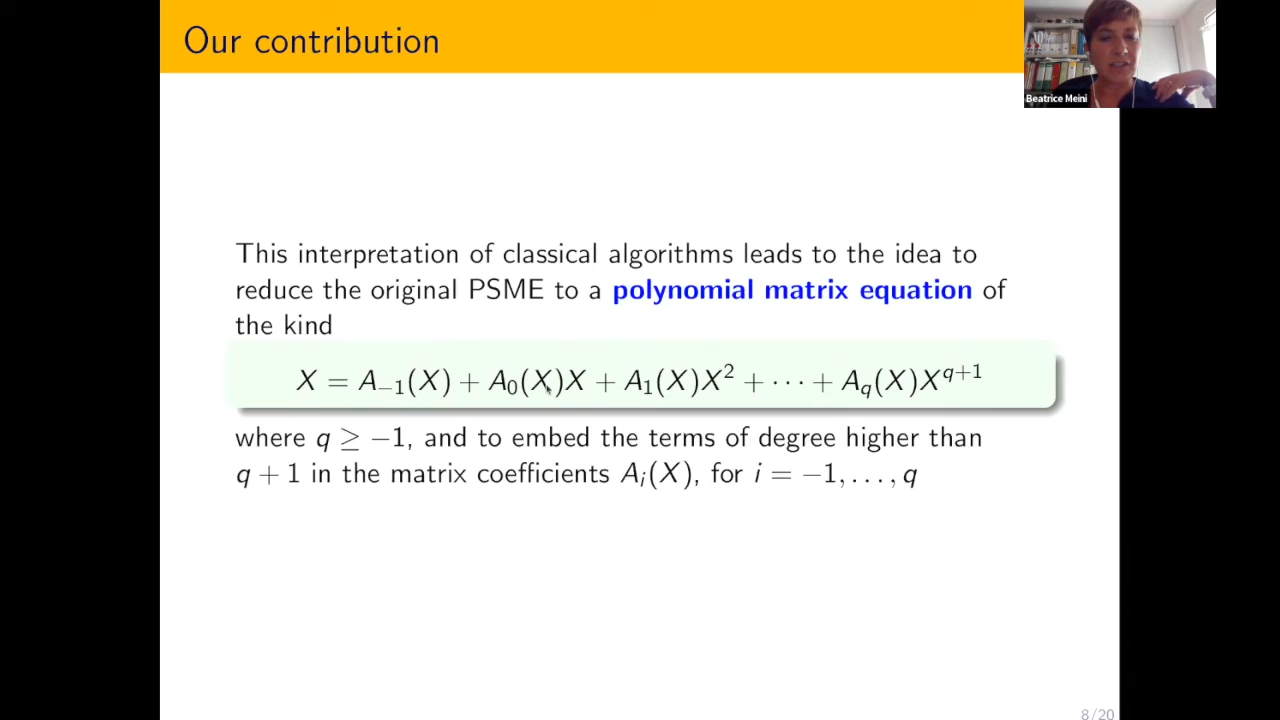 Our contribution
Beatrice Meini
This interpretation of classical algorithms leads to the idea to
reduce the original PSME to a polynomial matrix equation of
the kind
X = A₋₁(X) + A₀(X)X + A₁(X)X² + ⋯ + A_q(X)X^{q+1}
where q ≥ −1, and to embed the terms of degree higher than
q + 1 in the matrix coefficients A_i(X), for i = −1, …, q
8/20